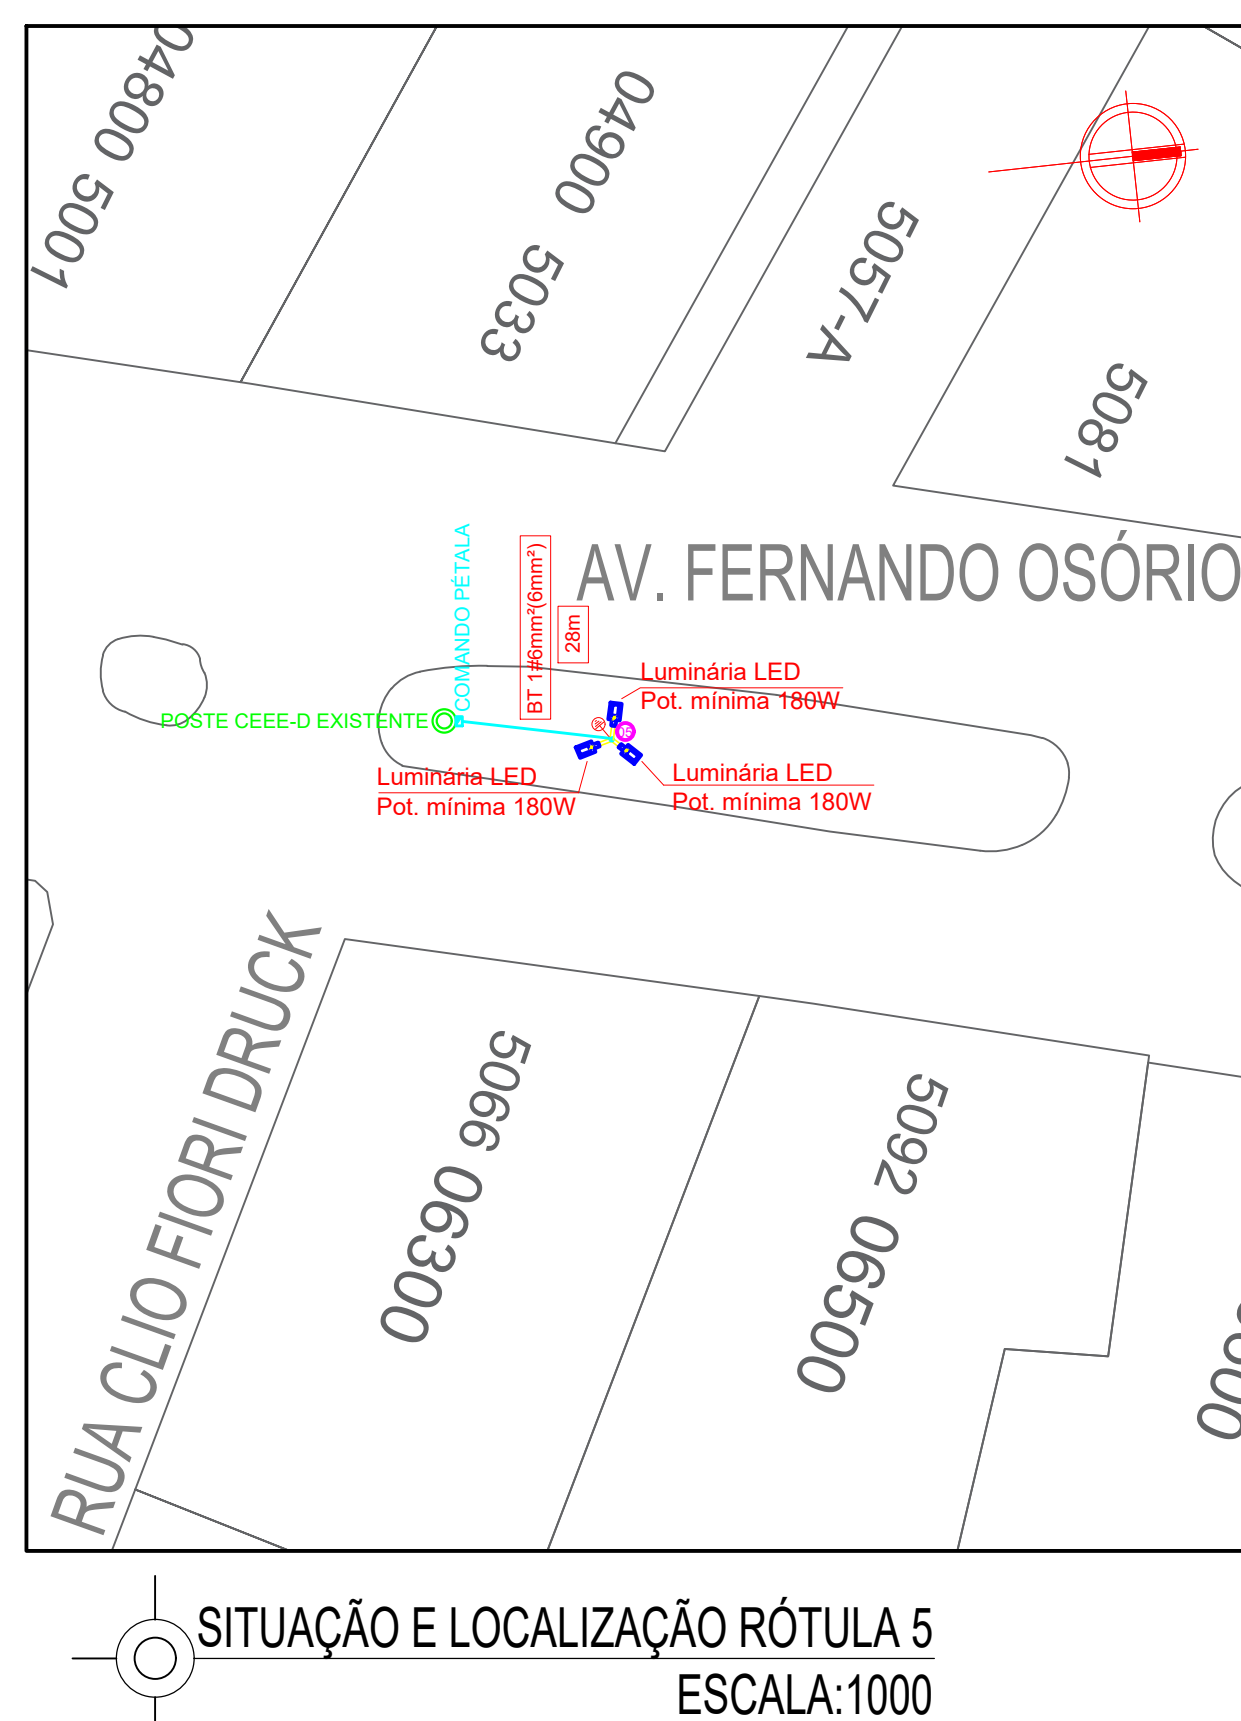 04800 5001
04900 5033
5057-A
5081
AV. FERNANDO OSÓRIO
COMANDO PÉTALA
BT 1#6mm²(6mm²)
28m
Luminária LED
Pot. mínima 180W
POSTE CEEE-D EXISTENTE
05
Luminária LED
Pot. mínima 180W
Luminária LED
Pot. mínima 180W
RUA CLIO FIORI DRUCK
5066 06300
5092 06500
SITUAÇÃO E LOCALIZAÇÃO RÓTULA 5
ESCALA:1000